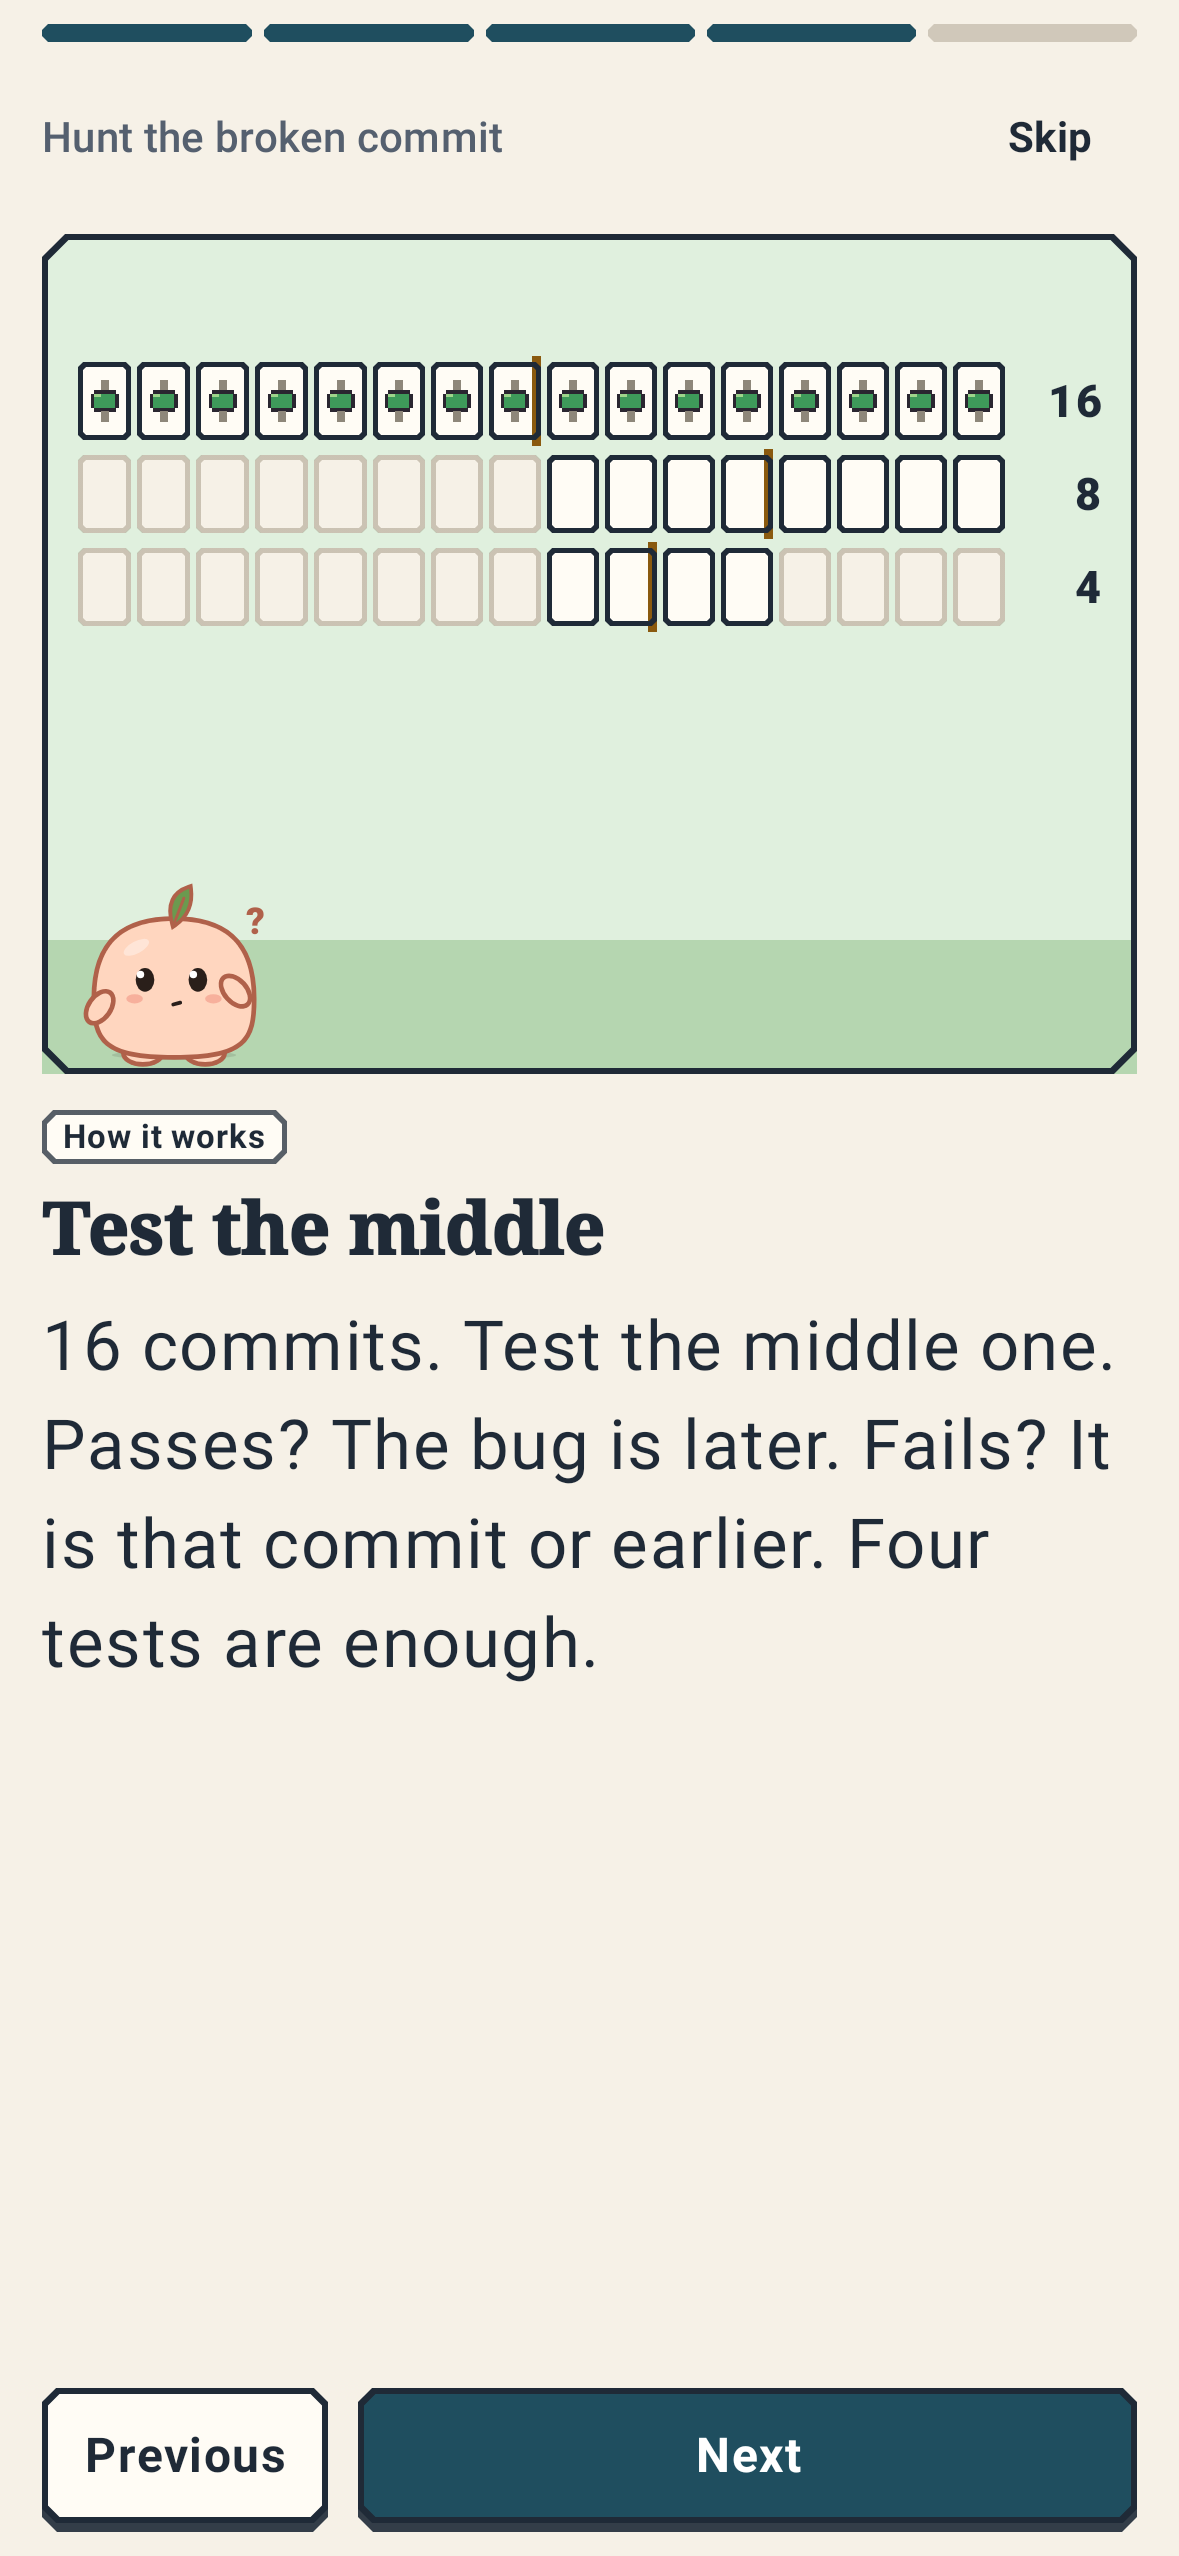 Hunt the broken commit
Skip
16
8
4
?
How it works
Test the middle
16 commits. Test the middle one.
Passes? The bug is later. Fails? It
is that commit or earlier. Four
tests are enough.
Previous
Next